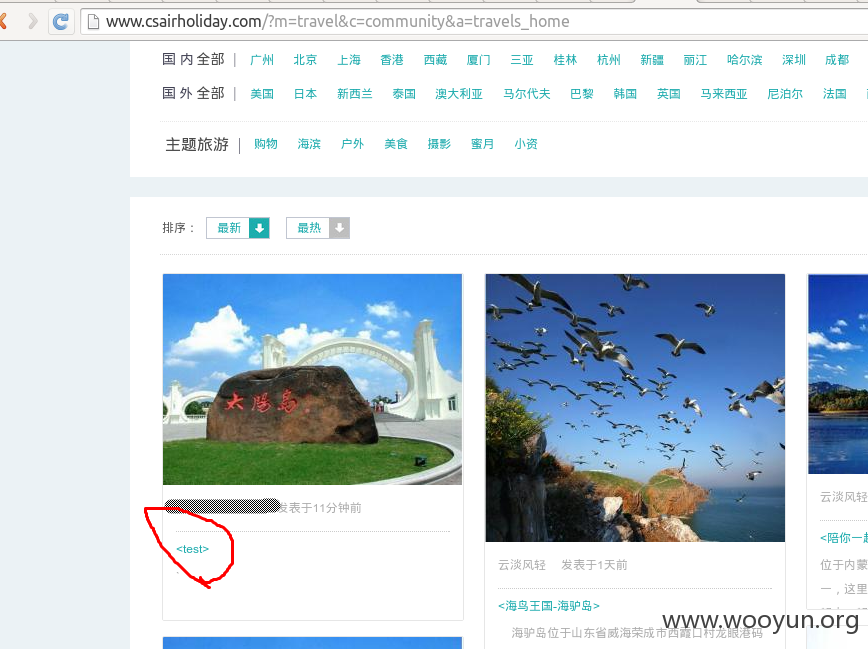 www.csairholiday.com/?m=travel&c=community&a=travels_home
国内全部 | 广州 北京 上海 香港 西藏 厦门 三亚 桂林 杭州 新疆 丽江 哈尔滨 深圳 成都
国外全部 | 美国 日本 新西兰 泰国 澳大利亚 马尔代夫 巴黎 韩国 英国 马来西亚 尼泊尔 法国
主题旅游 | 购物 海滨 户外 美食 摄影 蜜月 小资
排序： 最新 最热
太陽島
发表于11分钟前
<test>
云淡风轻 发表于1天前
<海鸟王国-海驴岛>
海驴岛位于山东省威海荣成市西霞口村龙眼港码
云淡风轻
<陪你一起
位于内蒙
一，这里
www.wooyun.org